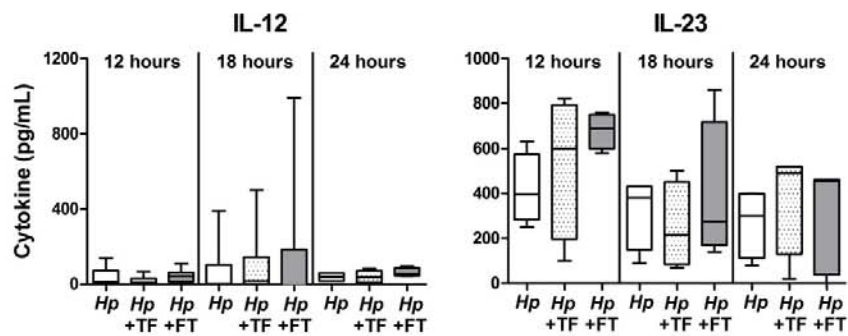 IL-12
Cytokine (pg/mL)
1200
800
400
0
12 hours 18 hours 24 hours
Hp Hp Hp Hp Hp Hp Hp Hp Hp
+TF +FT +TF +FT +TF +FT
IL-23
1000
800
600
400
200
0
12 hours 18 hours 24 hours
Hp Hp Hp Hp Hp Hp Hp Hp Hp
+TF +FT +TF +FT +TF +FT